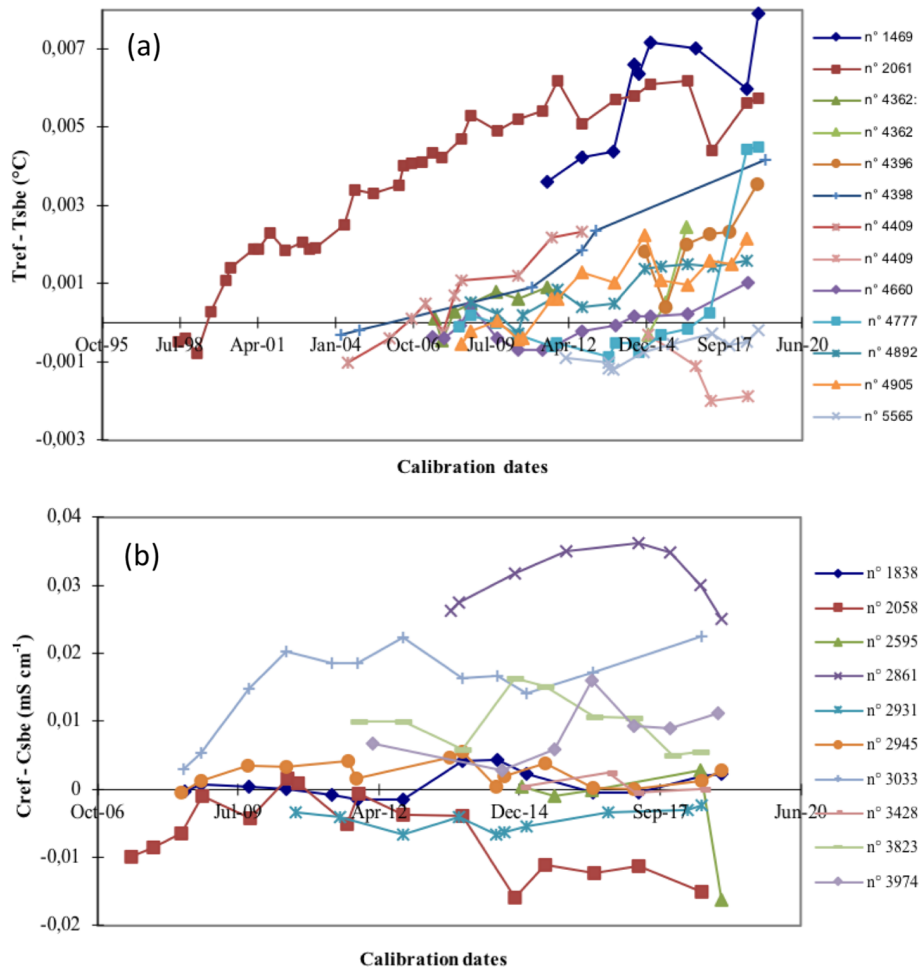 (a)
0,007
0,005
0,003
0,001
-0,001
-0,003
Tref - Tsbe (°C)
Oct-95 Jul-98 Apr-01 Jan-04 Oct-06 Jul-09 Apr-12 Dec-14 Sep-17 Jun-20
Calibration dates
n° 1469
n° 2061
n° 4362:
n° 4362
n° 4396
n° 4398
n° 4409
n° 4409
n° 4660
n° 4777
n° 4892
n° 4905
n° 5565
(b)
0,04
0,03
0,02
0,01
0
-0,01
-0,02
Cref - Csbe (mS cm⁻¹)
Oct-06 Jul-09 Apr-12 Dec-14 Sep-17 Jun-20
Calibration dates
n° 1838
n° 2058
n° 2595
n° 2861
n° 2931
n° 2945
n° 3033
n° 3428
n° 3823
n° 3974